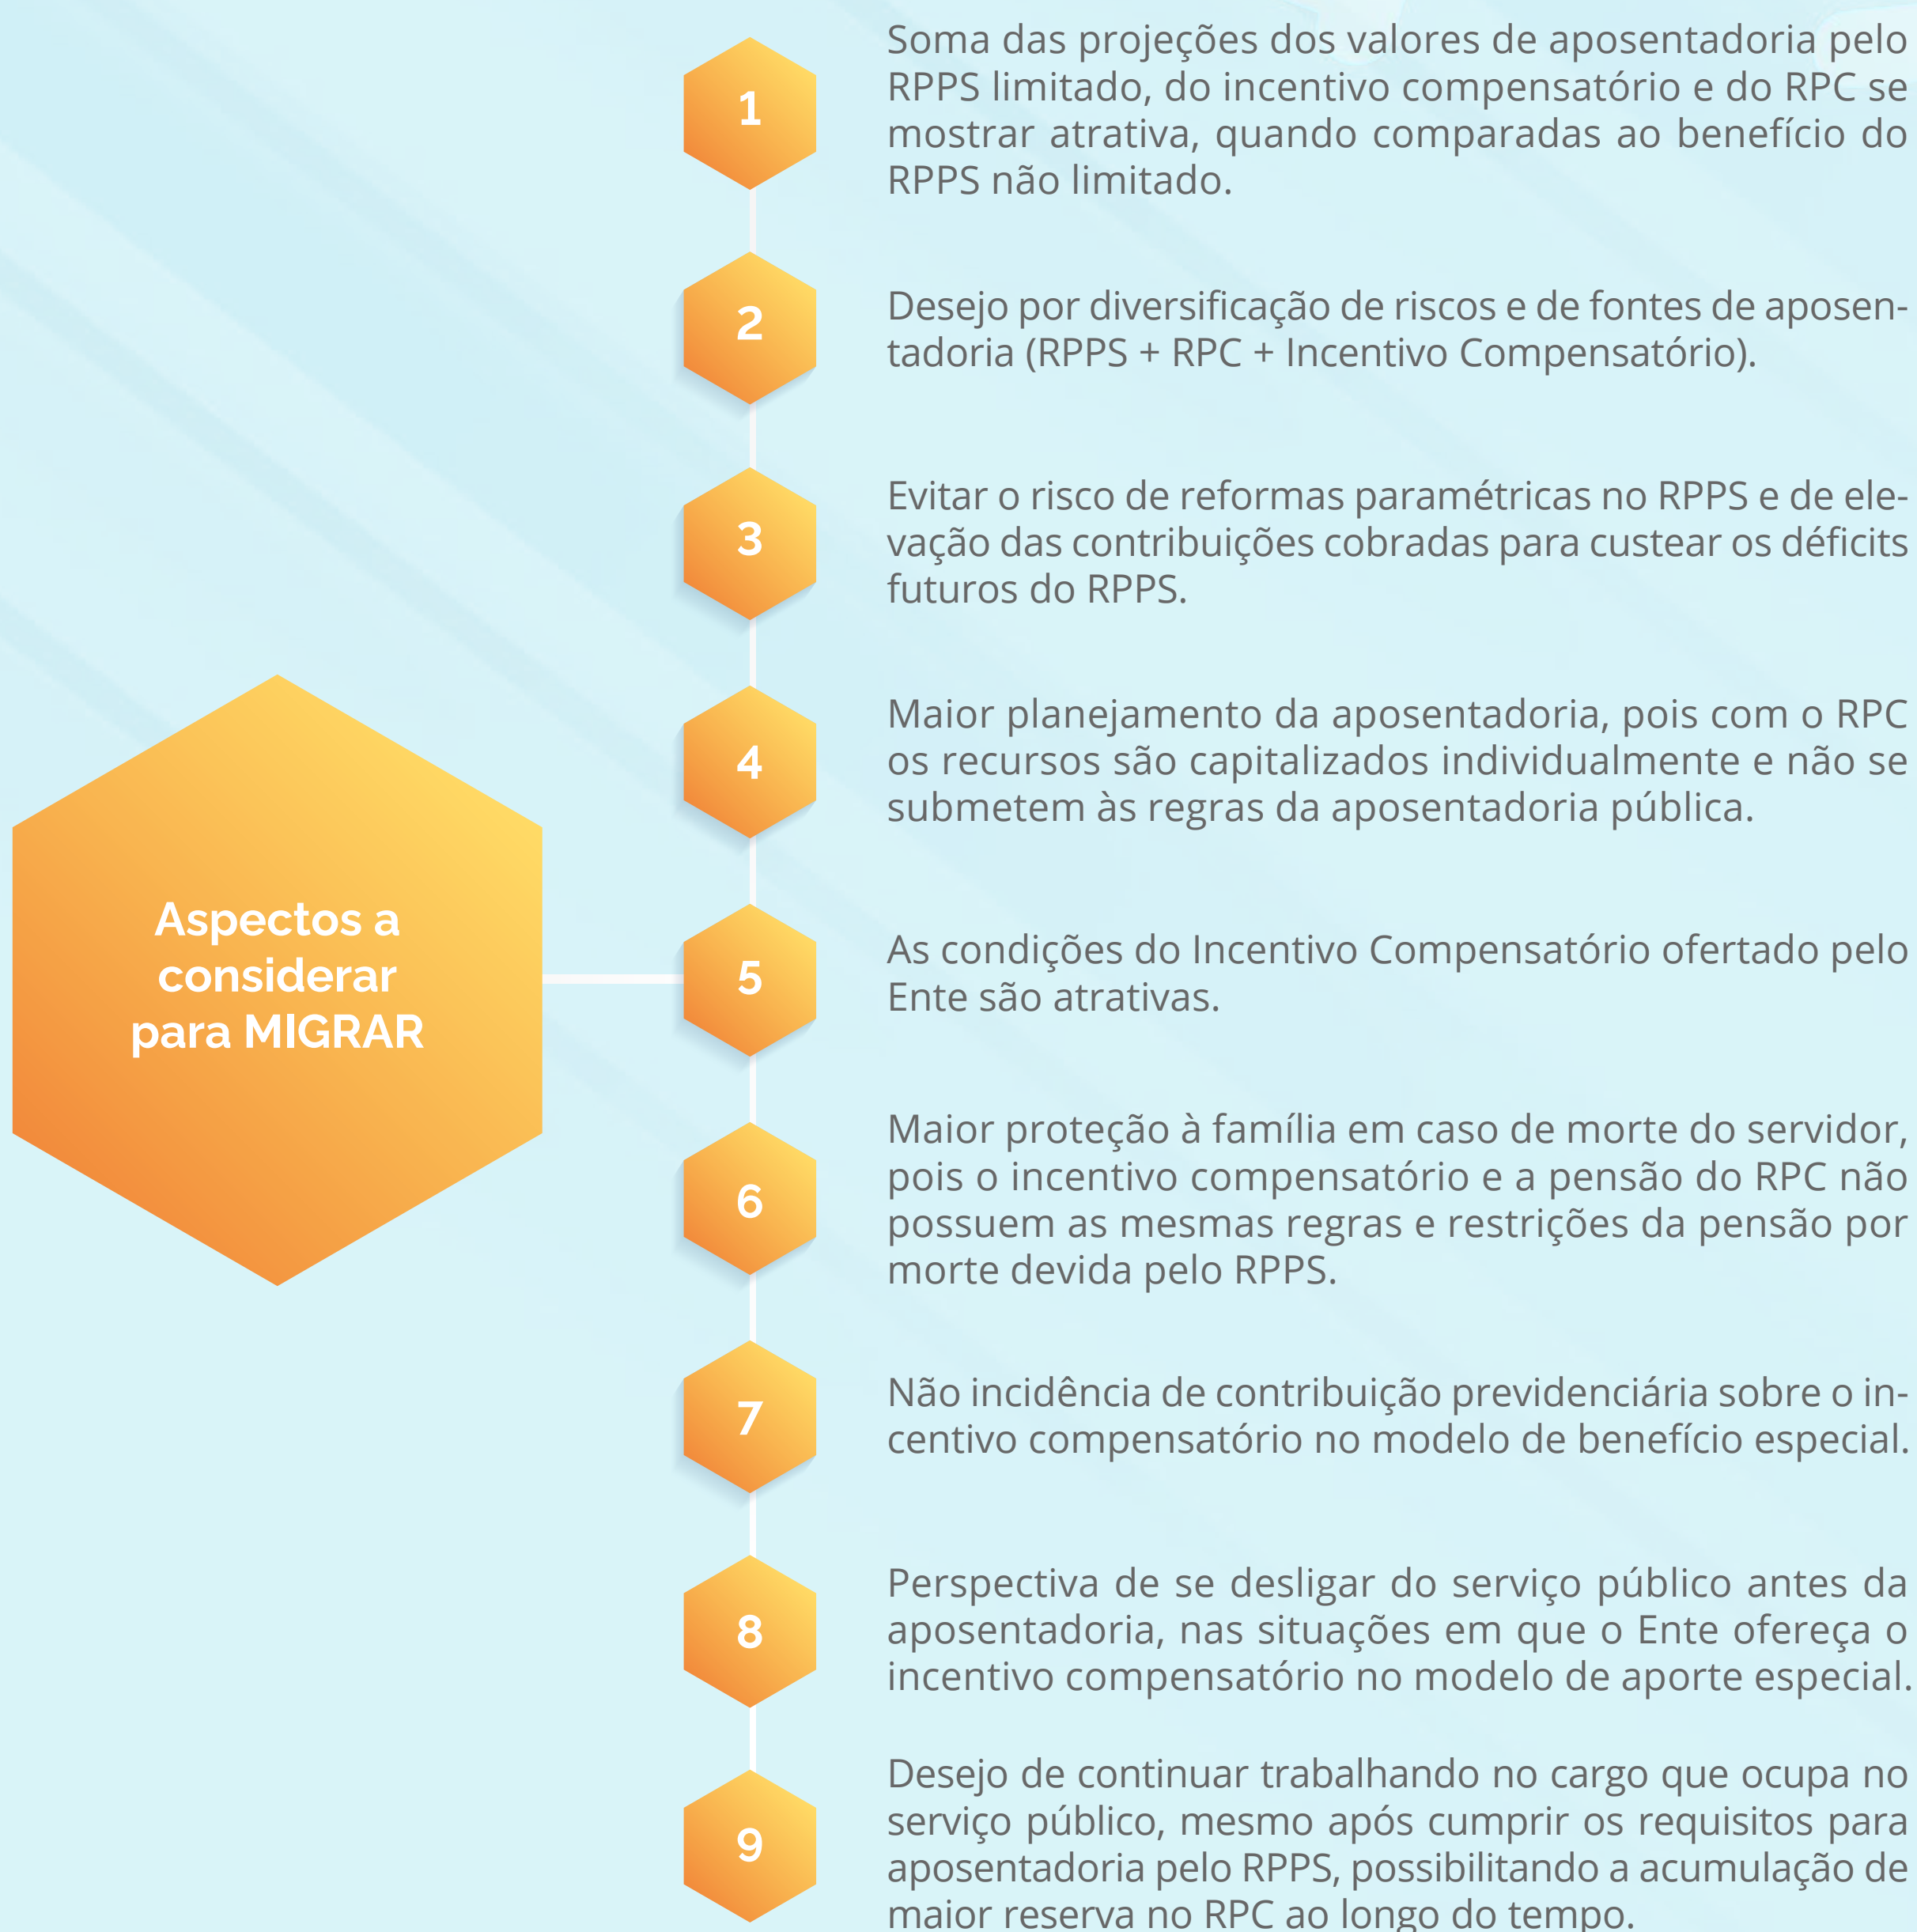 1
Soma das projeções dos valores de aposentadoria pelo
RPPS limitado, do incentivo compensatório e do RPC se
mostrar atrativa, quando comparadas ao benefício do
RPPS não limitado.
2
Desejo por diversificação de riscos e de fontes de aposen-
tadoria (RPPS + RPC + Incentivo Compensatório).
3
Evitar o risco de reformas paramétricas no RPPS e de ele-
vação das contribuições cobradas para custear os déficits
futuros do RPPS.
4
Maior planejamento da aposentadoria, pois com o RPC
os recursos são capitalizados individualmente e não se
submetem às regras da aposentadoria pública.
Aspectos a
considerar
para MIGRAR
5
As condições do Incentivo Compensatório ofertado pelo
Ente são atrativas.
6
Maior proteção à família em caso de morte do servidor,
pois o incentivo compensatório e a pensão do RPC não
possuem as mesmas regras e restrições da pensão por
morte devida pelo RPPS.
7
Não incidência de contribuição previdenciária sobre o in-
centivo compensatório no modelo de benefício especial.
8
Perspectiva de se desligar do serviço público antes da
aposentadoria, nas situações em que o Ente ofereça o
incentivo compensatório no modelo de aporte especial.
9
Desejo de continuar trabalhando no cargo que ocupa no
serviço público, mesmo após cumprir os requisitos para
aposentadoria pelo RPPS, possibilitando a acumulação de
maior reserva no RPC ao longo do tempo.